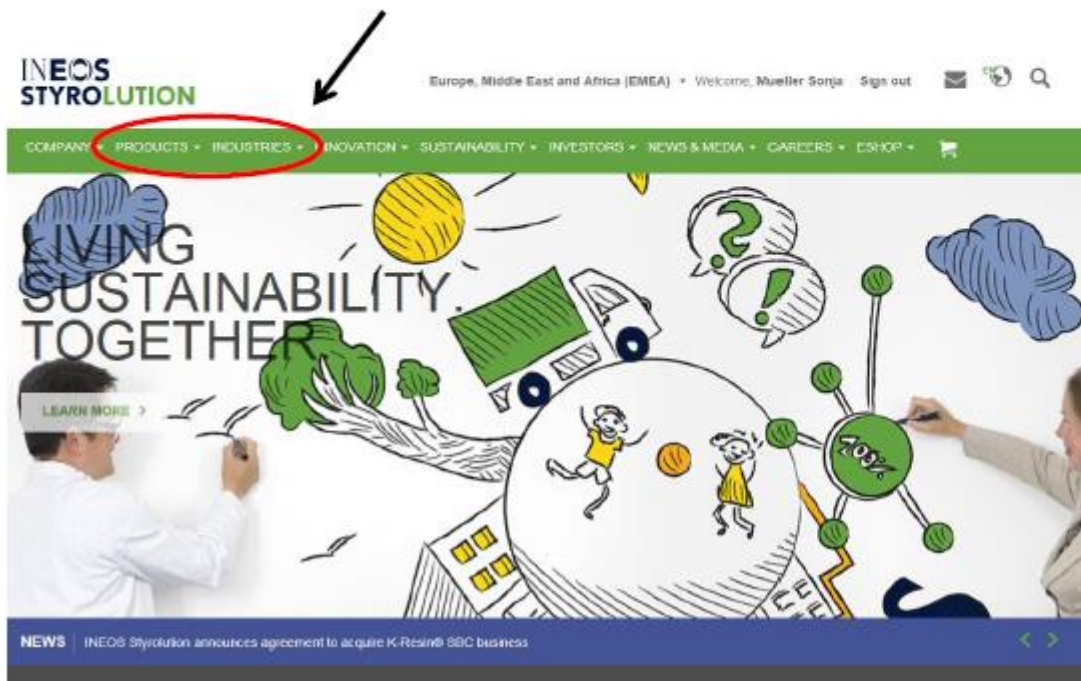 INEOS
STYROLUTION
Europe, Middle East and Africa (EMEA) Welcome, Mueller Sonja Sign out
COMPANY PRODUCTS INDUSTRIES INNOVATION SUSTAINABILITY INVESTORS NEWS & MEDIA CAREERS ESHOP
LIVING
SUSTAINABILITY.
TOGETHER
LEARN MORE >
?
!
100%
NEWS | INEOS Styrolution announces agreement to acquire K-Resin® SBC business
< >